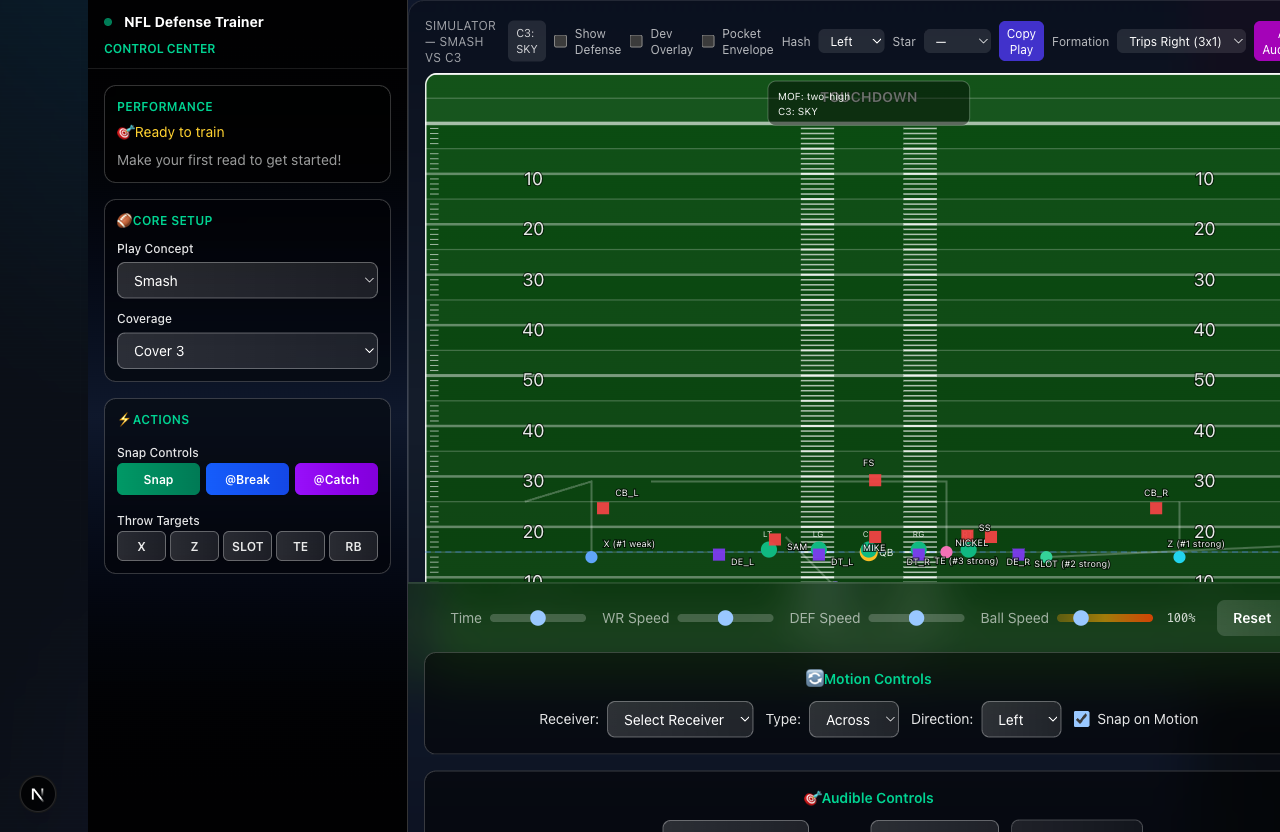 NFL Defense Trainer
CONTROL CENTER
PERFORMANCE
🎯Ready to train
Make your first read to get started!
🏈CORE SETUP
Play Concept
Smash
Coverage
Cover 3
⚡ACTIONS
Snap Controls
Snap @Break @Catch
Throw Targets
X Z SLOT TE RB
N
SIMULATOR
— SMASH
VS C3
C3:
SKY
Show
Defense
Dev
Overlay
Pocket
Envelope
Hash Left Star — 
Copy
Play
Formation Trips Right (3x1)
MOF: two-high
C3: SKY
TOUCHDOWN
10 10
20 20
30 30
40 40
50 50
40 40
30 30
20 20
10 10
FS
CB_L CB_R
LT LG C RG SS
X (#1 weak) SAM MIKE QB NICKEL Z (#1 strong)
DE_L DT_L DT_R TE (#3 strong) DE_R SLOT (#2 strong)
Time WR Speed DEF Speed Ball Speed 100% Reset
🔄Motion Controls
Receiver: Select Receiver Type: Across Direction: Left Snap on Motion
🎯Audible Controls